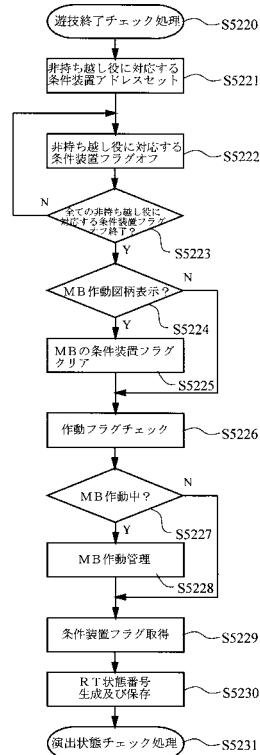 遊技終了チェック処理
S5220
非持ち越し役に対応する
条件装置アドレスセット
S5221
非持ち越し役に対応する
条件装置フラグオフ
S5222
N
全ての非持ち越し役に
対応する条件装置フラグ
オフ終了？
S5223
Y
MB作動図柄表示？
N
S5224
Y
MBの条件装置フラグ
クリア
S5225
作動フラグチェック
S5226
MB作動中？
N
S5227
Y
MB作動管理
S5228
条件装置フラグ取得
S5229
RT状態番号
生成及び保存
S5230
演出状態チェック処理
S5231